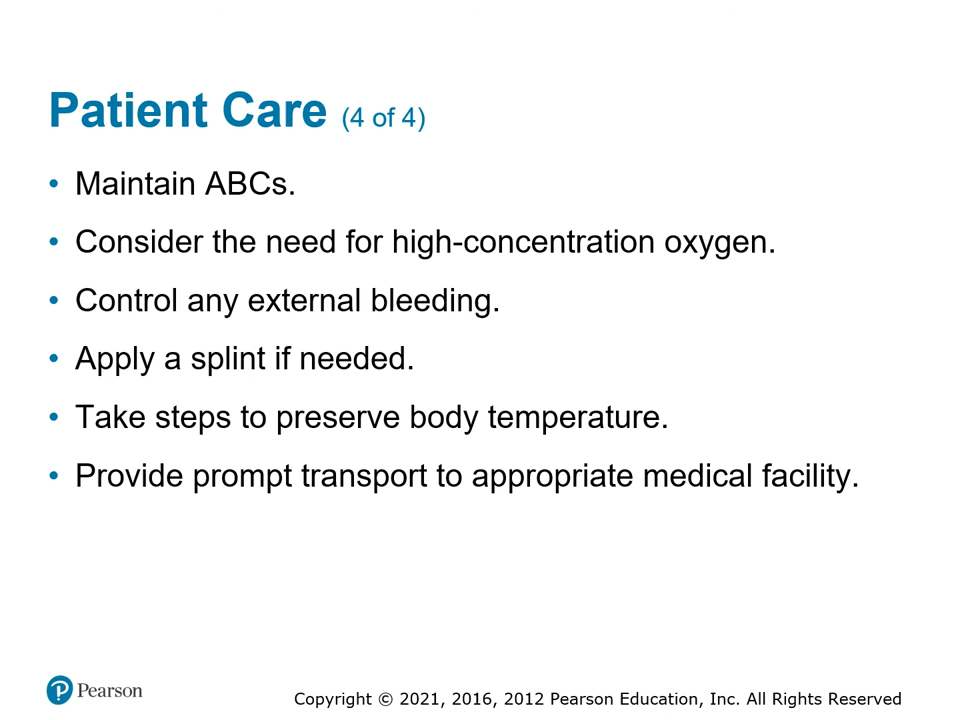 Patient Care (4 of 4)
• Maintain ABCs.
• Consider the need for high-concentration oxygen.
• Control any external bleeding.
• Apply a splint if needed.
• Take steps to preserve body temperature.
• Provide prompt transport to appropriate medical facility.
Pearson
Copyright © 2021, 2016, 2012 Pearson Education, Inc. All Rights Reserved